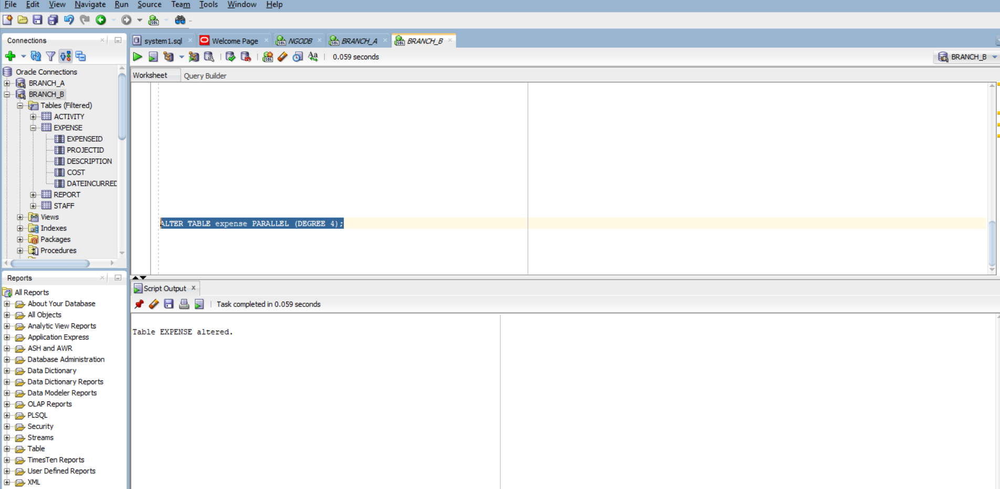 File Edit View Navigate Run Source Team Tools Window Help
Connections
system1.sql Welcome Page NGODB BRANCH_A BRANCH_B
0.059 seconds
BRANCH_B
Worksheet Query Builder
Oracle Connections
BRANCH_A
BRANCH_B
Tables (Filtered)
ACTIVITY
EXPENSE
EXPENSEID
PROJECTID
DESCRIPTION
COST
DATEINCURRED
REPORT
STAFF
Views
Indexes
Packages
Procedures
ALTER TABLE expense PARALLEL (DEGREE 4);
Reports
All Reports
About Your Database
All Objects
Analytic View Reports
Application Express
ASH and AWR
Database Administration
Data Dictionary
Data Dictionary Reports
Data Modeler Reports
OLAP Reports
PLSQL
Security
Streams
Table
TimesTen Reports
User Defined Reports
XML
Script Output x
Task completed in 0.059 seconds
Table EXPENSE altered.